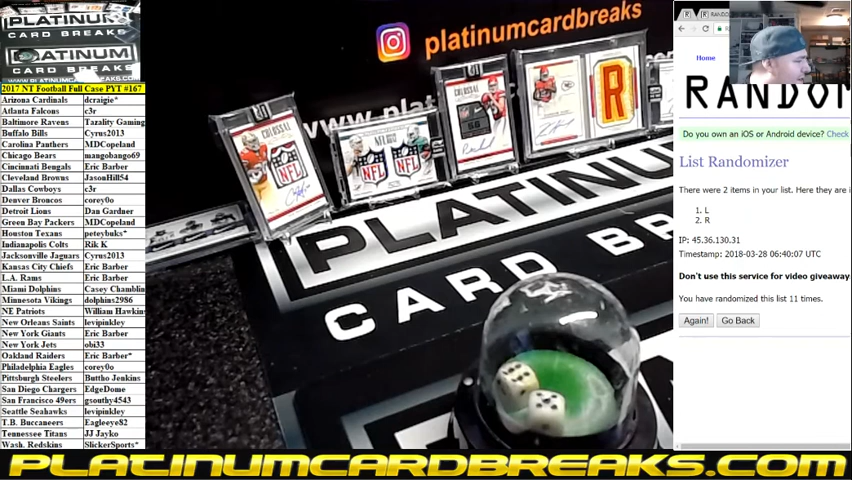 PLATINUM
CARD BREAKS
PLATINUM
CARD BREAKS
2017 NT Football Full Case PYT #167
Arizona Cardinals dcraigie*
Atlanta Falcons c3r
Baltimore Ravens Tazality Gaming
Buffalo Bills Cyrus2013
Carolina Panthers MDCopeland
Chicago Bears mangobango69
Cincinnati Bengals Eric Barber
Cleveland Browns JasonHill54
Dallas Cowboys c3r
Denver Broncos corey0o
Detroit Lions Dan Gardner
Green Bay Packers MDCopeland
Houston Texans peteybuks*
Indianapolis Colts Rik K
Jacksonville Jaguars Cyrus2013
Kansas City Chiefs Eric Barber
L.A. Rams Eric Barber
Miami Dolphins Casey Chamblin
Minnesota Vikings dolphins2986
NE Patriots William Hawkins
New Orleans Saints levipinkley
New York Giants Eric Barber
New York Jets obi33
Oakland Raiders Eric Barber*
Philadelphia Eagles corey0o
Pittsburgh Steelers Buttho Jenkins
San Diego Chargers EdgeDome
San Francisco 49ers gsouthy4543
Seattle Seahawks levipinkley
T.B. Buccaneers Eagleeye82
Tennessee Titans JJ Jayko
Wash. Redskins SlickerSports*
platinumcardbreaks
www.plat
COLOSSAL
NFL
NFL
NFL
R
PLATINUM
CARD BR
Home
RANDOM
Do you own an iOS or Android device? Check
List Randomizer
There were 2 items in your list. Here they are i
1. L
2. R
IP: 45.36.130.31
Timestamp: 2018-03-28 06:40:07 UTC
Don't use this service for video giveaway
You have randomized this list 11 times.
Again! Go Back
PLATINUMCARDBREAKS.COM